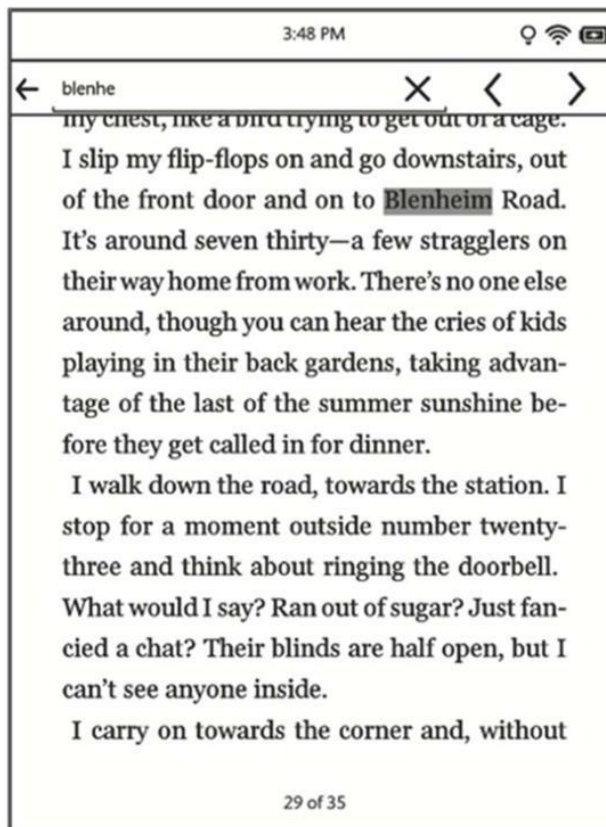 3:48 PM
blenhe
my chest, like a bird trying to get out of a cage.
I slip my flip-flops on and go downstairs, out
of the front door and on to Blenheim Road.
It’s around seven thirty—a few stragglers on
their way home from work. There’s no one else
around, though you can hear the cries of kids
playing in their back gardens, taking advan-
tage of the last of the summer sunshine be-
fore they get called in for dinner.
I walk down the road, towards the station. I
stop for a moment outside number twenty-
three and think about ringing the doorbell.
What would I say? Ran out of sugar? Just fan-
cied a chat? Their blinds are half open, but I
can’t see anyone inside.
I carry on towards the corner and, without
29 of 35